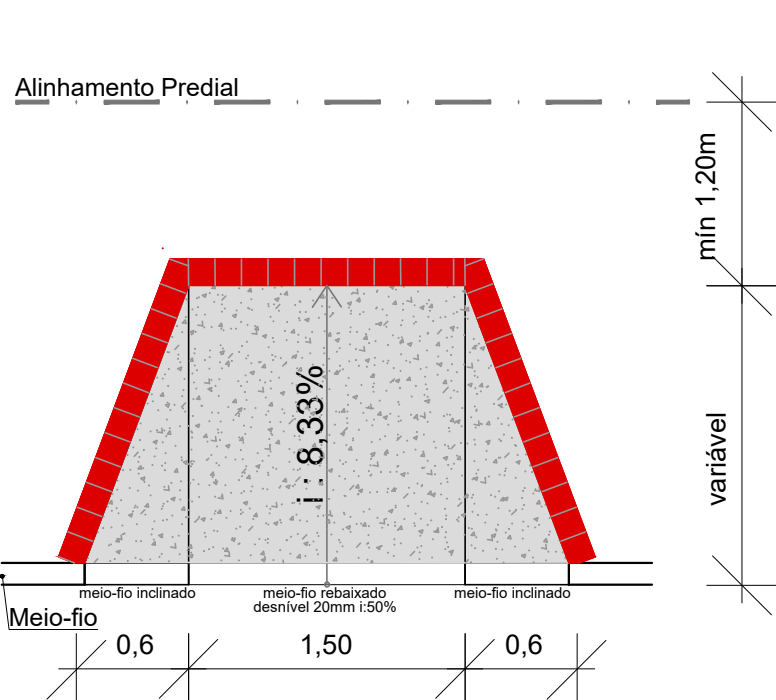 Alinhamento Predial
mín 1,20m
i : 8,33%
variável
meio-fio inclinado
meio-fio rebaixado
desnível 20mm i:50%
meio-fio inclinado
Meio-fio
0,6
1,50
0,6